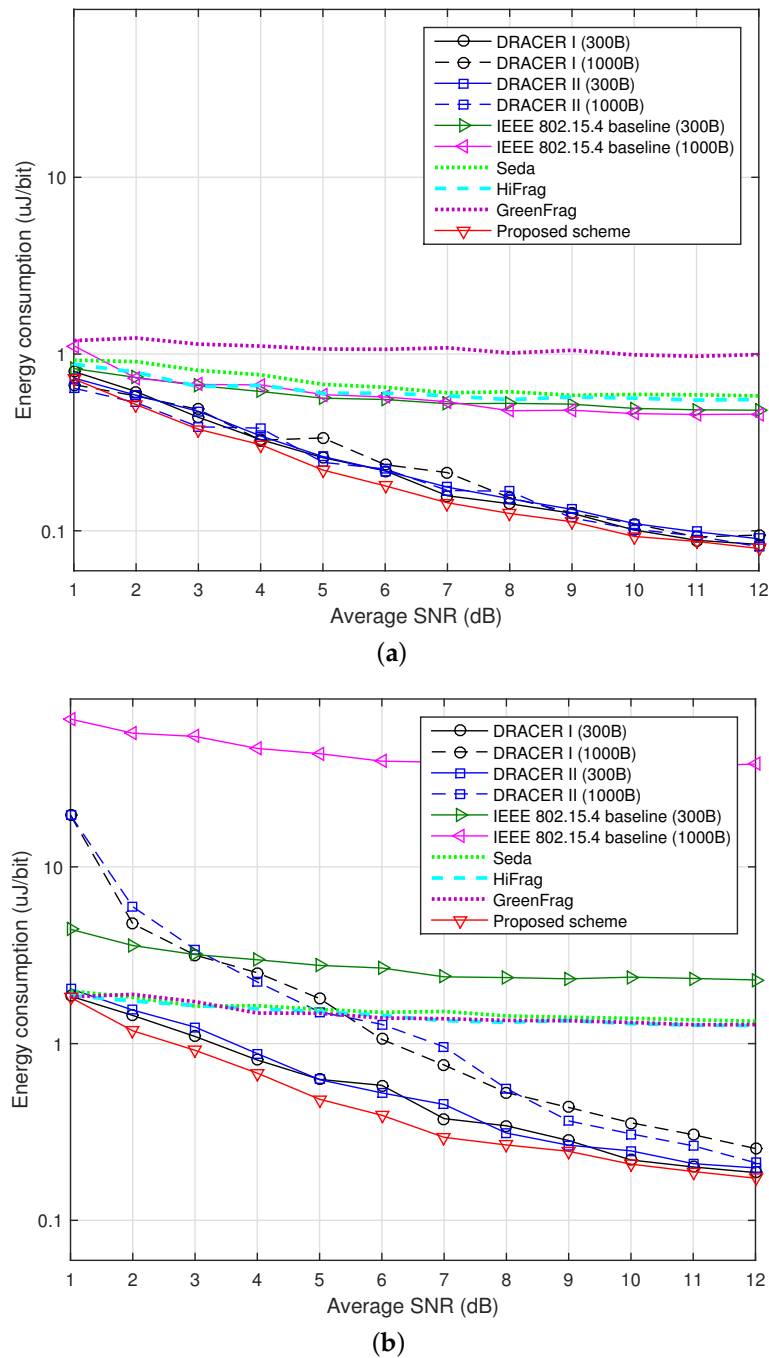 DRACER I (300B)
DRACER I (1000B)
DRACER II (300B)
DRACER II (1000B)
IEEE 802.15.4 baseline (300B)
IEEE 802.15.4 baseline (1000B)
Seda
HiFrag
GreenFrag
Proposed scheme
Energy consumption (uJ/bit)
10
1
0.1
1 2 3 4 5 6 7 8 9 10 11 12
Average SNR (dB)
(a)
DRACER I (300B)
DRACER I (1000B)
DRACER II (300B)
DRACER II (1000B)
IEEE 802.15.4 baseline (300B)
IEEE 802.15.4 baseline (1000B)
Seda
HiFrag
GreenFrag
Proposed scheme
Energy consumption (uJ/bit)
10
1
0.1
1 2 3 4 5 6 7 8 9 10 11 12
Average SNR (dB)
(b)